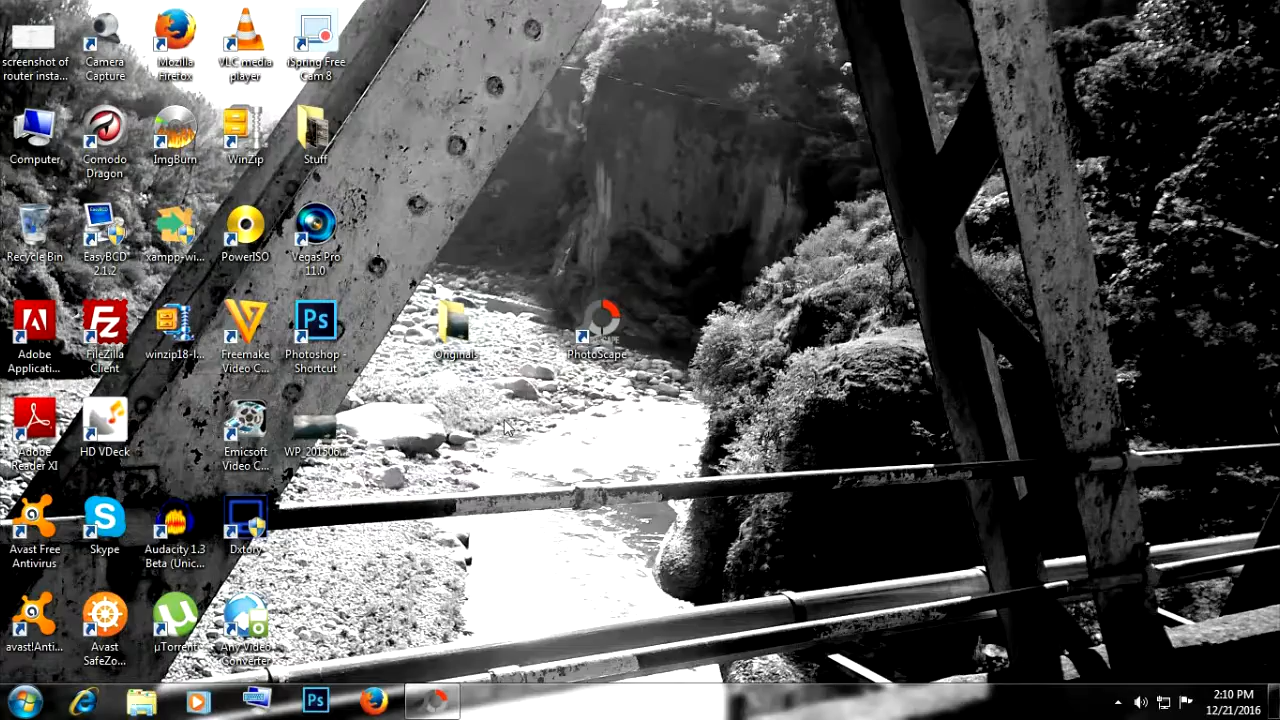 screenshot of
router insta...
Camera
Capture
Mozilla
Firefox
VLC media
player
iSpring Free
Cam 8
Computer
Comodo
Dragon
ImgBurn
WinZip
Stuff
Recycle Bin
EasyBCD
2.1.2
xampp-wi...
PowerISO
Vegas Pro
11.0
Adobe
Applicati...
FileZilla
Client
winzip18-l...
Freemake
Video C...
Photoshop -
Shortcut
Originals
PhotoScape
Adobe
Reader XI
HD VDeck
Emicsoft
Video C...
WP_201506...
Avast Free
Antivirus
Skype
Audacity 1.3
Beta (Unic...
Dxtory
avast!Anti...
Avast
SafeZo...
µTorrent
Any Video
Converter
Ps
2:10 PM
12/21/2016